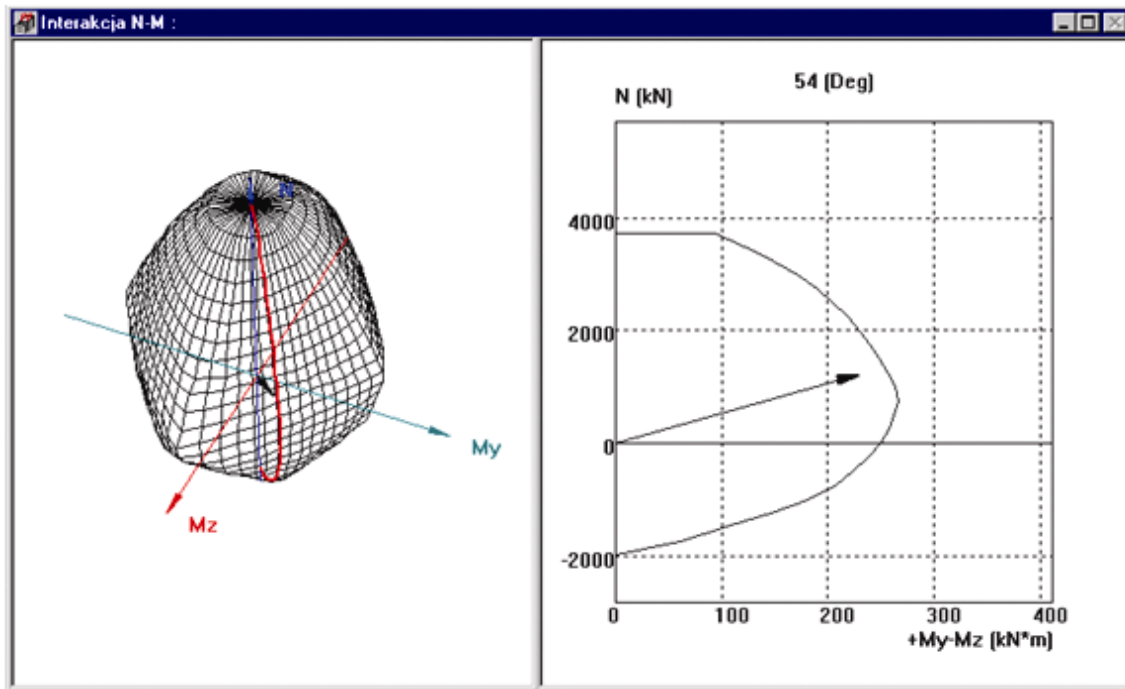 Interakcja N-M :
N
My
Mz
54 (Deg)
N (kN)
4000
2000
0
-2000
0 100 200 300 400
+My-Mz (kN*m)